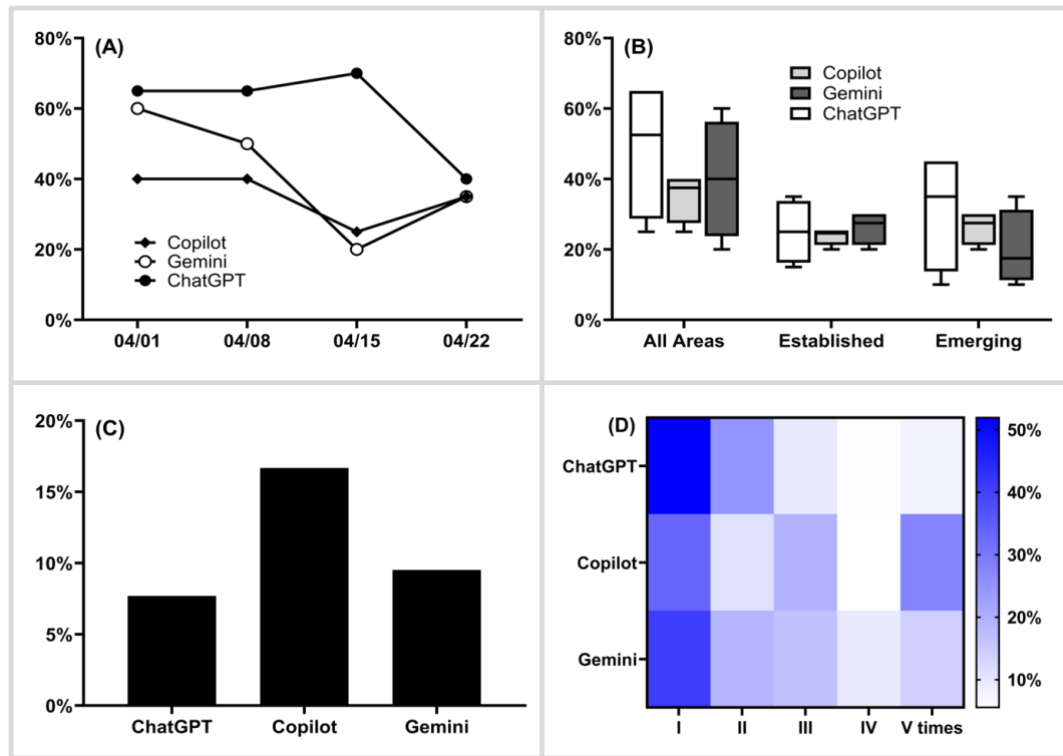 (A)
80%
60%
40%
20%
0%
Copilot
Gemini
ChatGPT
04/01 04/08 04/15 04/22
(B)
80%
60%
40%
20%
0%
Copilot
Gemini
ChatGPT
All Areas Established Emerging
(C)
20%
15%
10%
5%
0%
ChatGPT Copilot Gemini
(D)
ChatGPT
Copilot
Gemini
I II III IV V times
50%
40%
30%
20%
10%